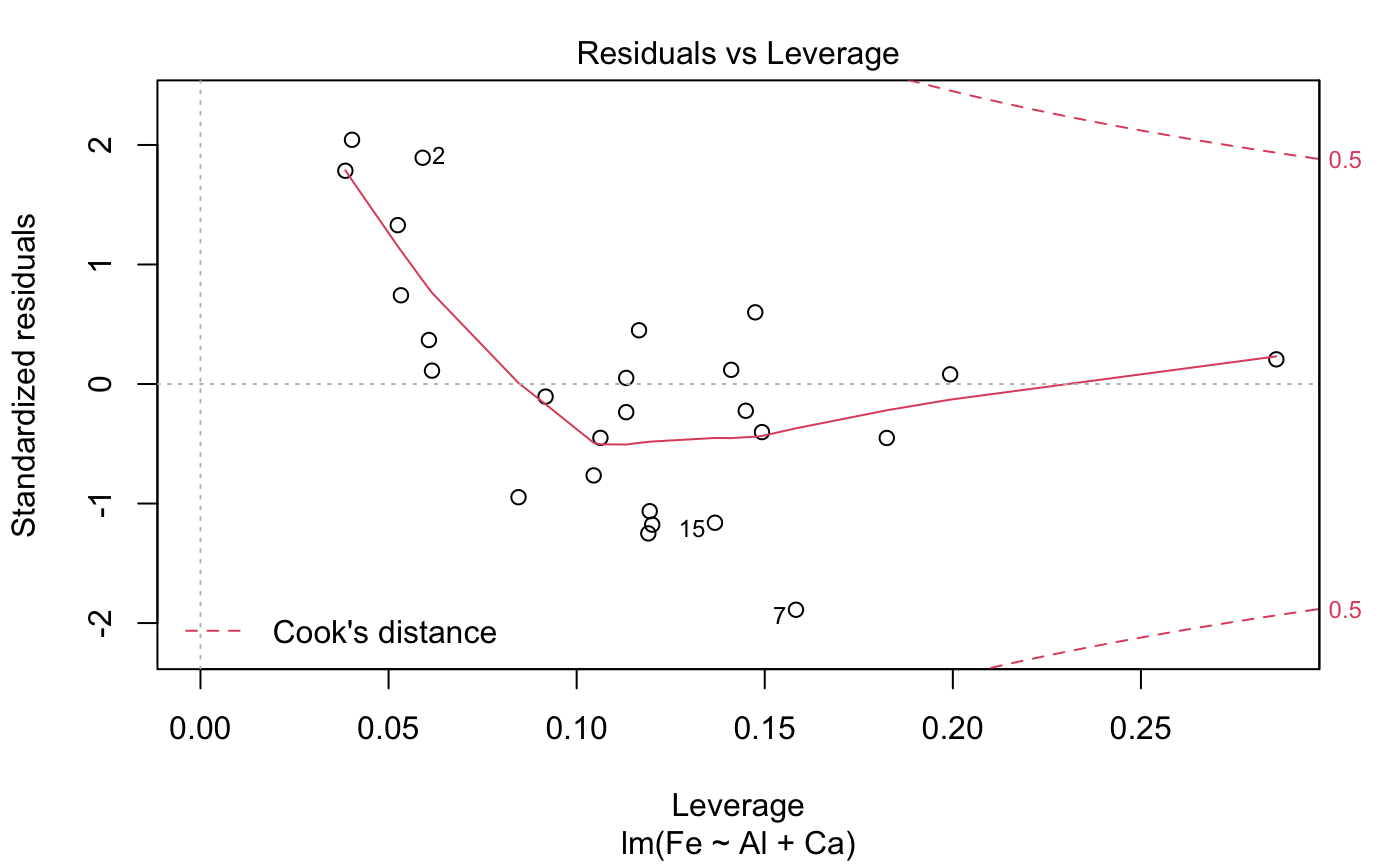 Residuals vs Leverage
Standardized residuals
2
1
0
-1
-2
2
15
7
0.5
0.5
Cook's distance
0.00 0.05 0.10 0.15 0.20 0.25
Leverage
lm(Fe ~ Al + Ca)